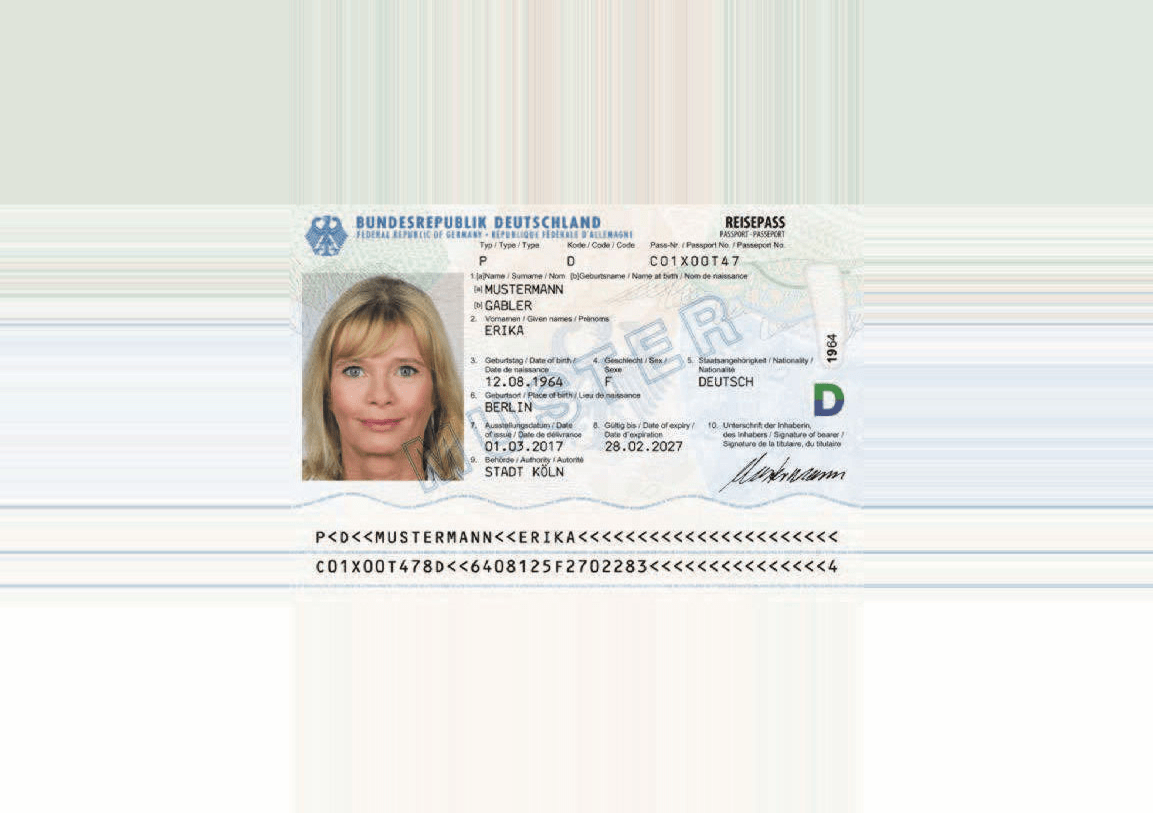 BUNDESREPUBLIK DEUTSCHLAND
FEDERAL REPUBLIC OF GERMANY · RÉPUBLIQUE FÉDÉRALE D'ALLEMAGNE
REISEPASS
PASSPORT · PASSEPORT
Typ / Type / Type Kode / Code / Code Pass-Nr. / Passport No. / Passeport No.
P D C01X00T47
1.[a]Name / Surname / Nom [b]Geburtsname / Name at birth / Nom de naissance
[a] MUSTERMANN
[b] GABLER
2. Vornamen / Given names / Prénoms
ERIKA
3. Geburtstag / Date of birth / 4. Geschlecht / Sex / 5. Staatsangehörigkeit / Nationality /
Date de naissance Sexe Nationalité
12.08.1964 F DEUTSCH
6. Geburtsort / Place of birth / Lieu de naissance
BERLIN
7. Ausstellungsdatum / Date 8. Gültig bis / Date of expiry / 10. Unterschrift der Inhaberin,
of issue / Date de délivrance Date d'expiration des Inhabers / Signature of bearer /
Signature de la titulaire, du titulaire
01.03.2017 28.02.2027
9. Behörde / Authority / Autorité
STADT KÖLN
Mustermann
1964
D
MUSTER
P<D<<MUSTERMANN<<ERIKA<<<<<<<<<<<<<<<<<<<<<<
C01X00T478D<<6408125F2702283<<<<<<<<<<<<<<<4